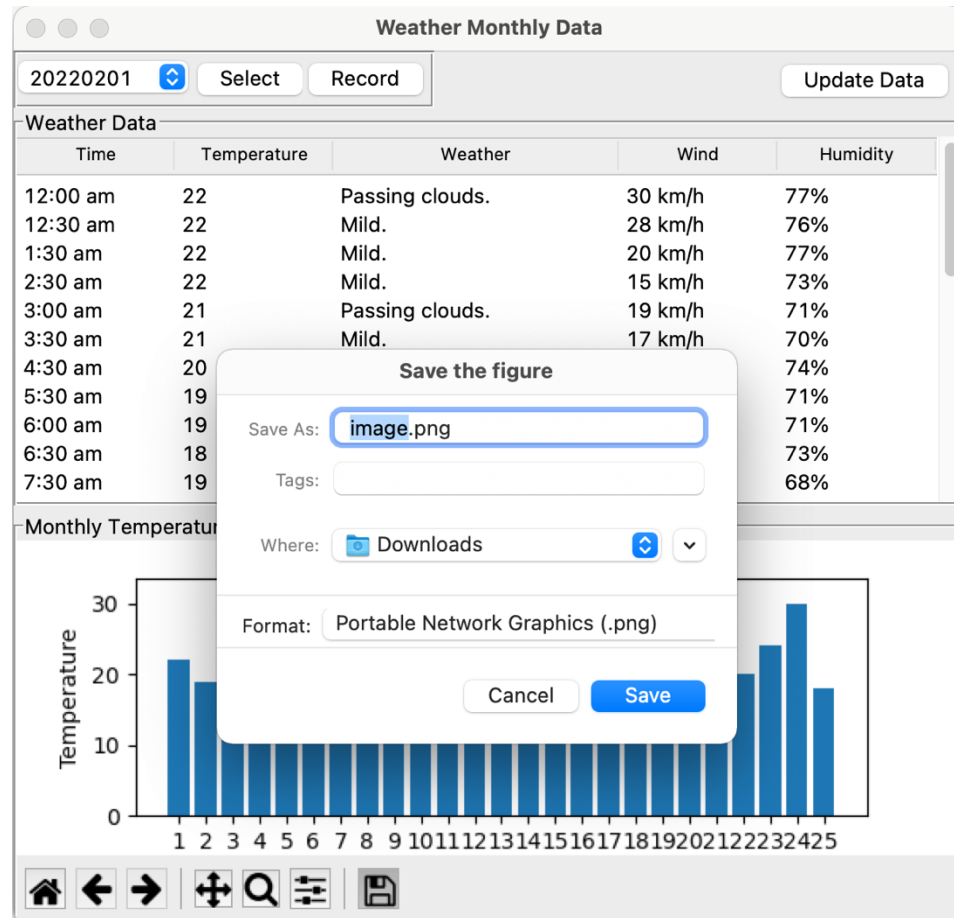 Weather Monthly Data
20220201 Select Record Update Data
Weather Data
Time Temperature Weather Wind Humidity
12:00 am 22 Passing clouds. 30 km/h 77%
12:30 am 22 Mild. 28 km/h 76%
1:30 am 22 Mild. 20 km/h 77%
2:30 am 22 Mild. 15 km/h 73%
3:00 am 21 Passing clouds. 19 km/h 71%
3:30 am 21 Mild. 17 km/h 70%
4:30 am 20 74%
5:30 am 19 71%
6:00 am 19 71%
6:30 am 18 73%
7:30 am 19 68%
Save the figure
Save As: image.png
Tags:
Where: Downloads
Format: Portable Network Graphics (.png)
Cancel Save
Monthly
Temperature
30
20
10
0
1 2 3 4 5 6 7 8 9 10 11 12 13 14 15 16 17 18 19 20 21 22 23 24 25